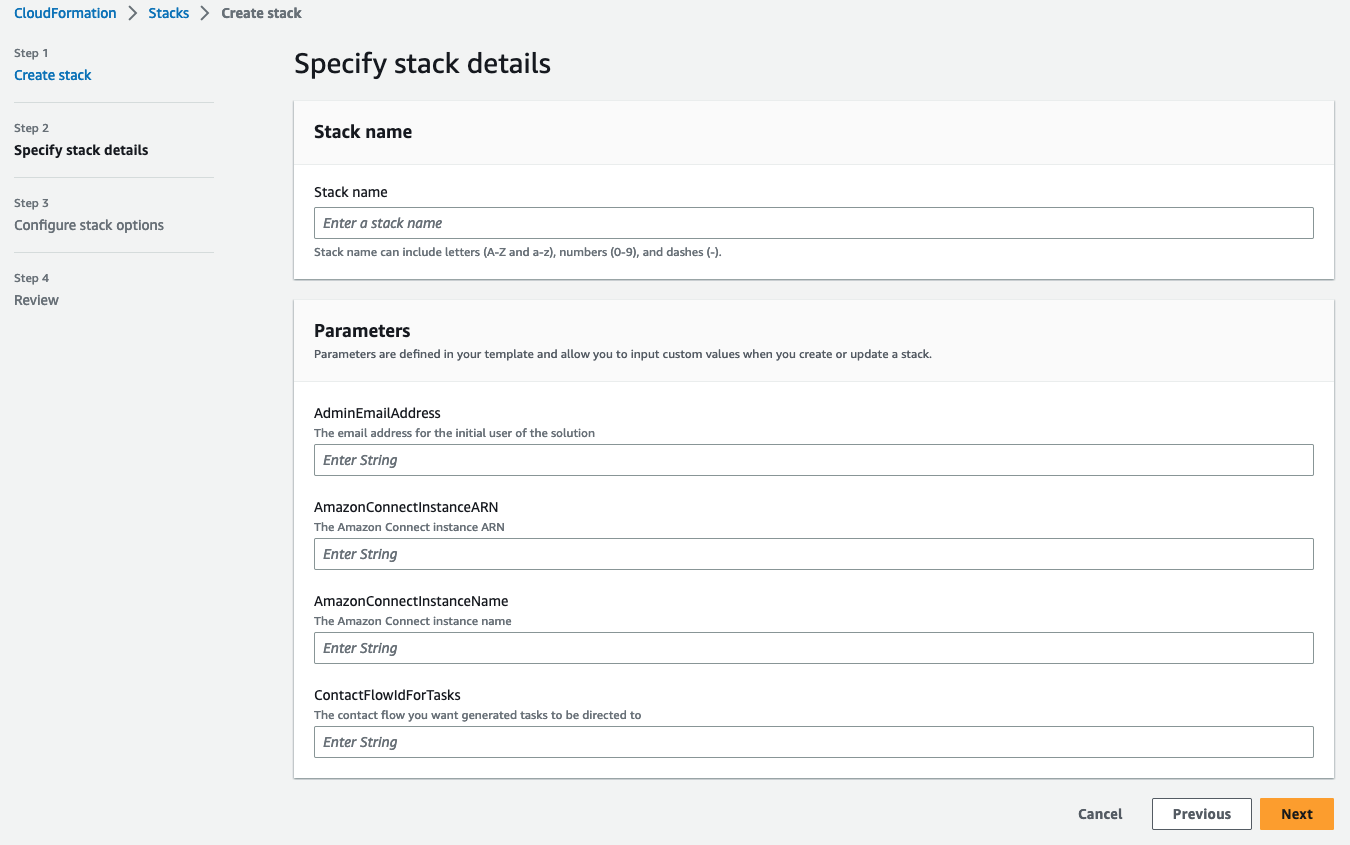 CloudFormation > Stacks > Create stack
Step 1
Create stack
Step 2
Specify stack details
Step 3
Configure stack options
Step 4
Review
Specify stack details
Stack name
Stack name
Enter a stack name
Stack name can include letters (A-Z and a-z), numbers (0-9), and dashes (-).
Parameters
Parameters are defined in your template and allow you to input custom values when you create or update a stack.
AdminEmailAddress
The email address for the initial user of the solution
Enter String
AmazonConnectInstanceARN
The Amazon Connect instance ARN
Enter String
AmazonConnectInstanceName
The Amazon Connect instance name
Enter String
ContactFlowIdForTasks
The contact flow you want generated tasks to be directed to
Enter String
Cancel Previous Next